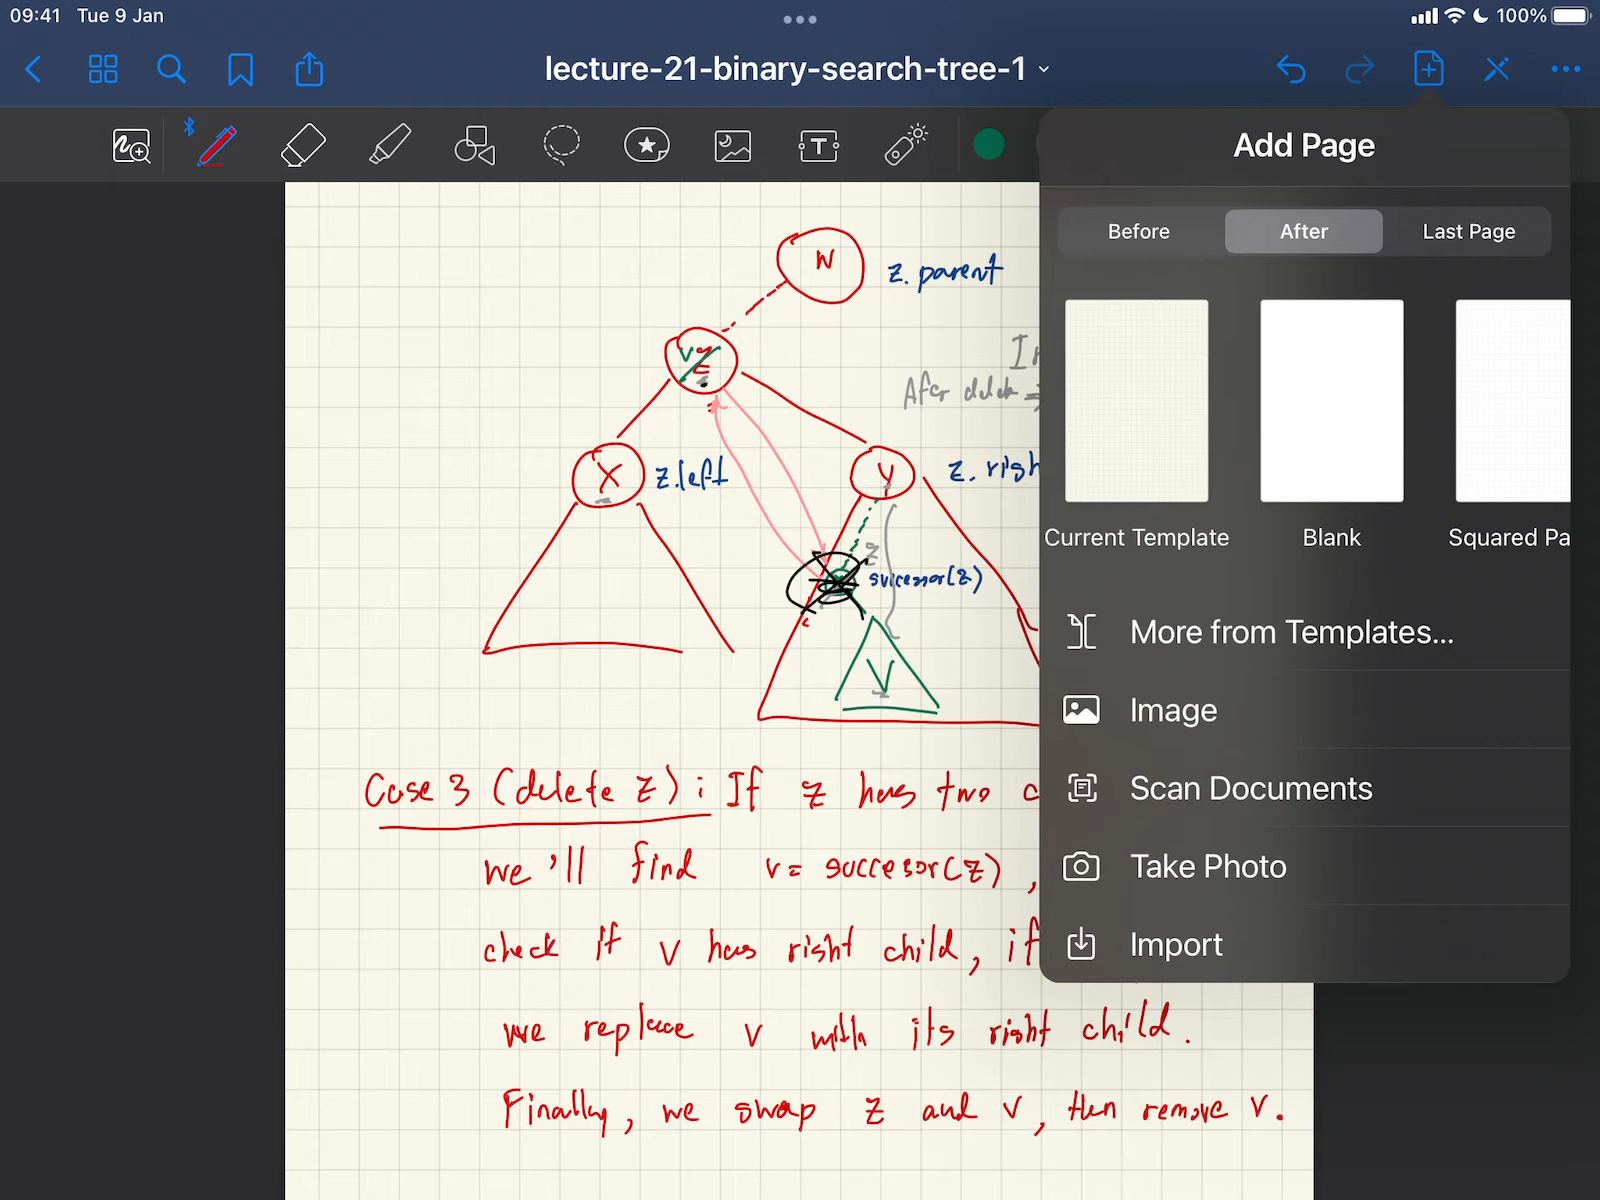 09:41 Tue 9 Jan
100%
lecture-21-binary-search-tree-1
T
Add Page
Before After Last Page
Current Template Blank Squared Pa
More from Templates...
Image
Scan Documents
Take Photo
Import
W
z. parent
v z
After
X z.left
Y z. righ
z
succesor(z)
V
Case 3 (delete z) : If z has two c
we'll find v = succesor(z) ,
check if v has right child, if
we replace v with its right child.
Finally, we swap z and v, then remove v.